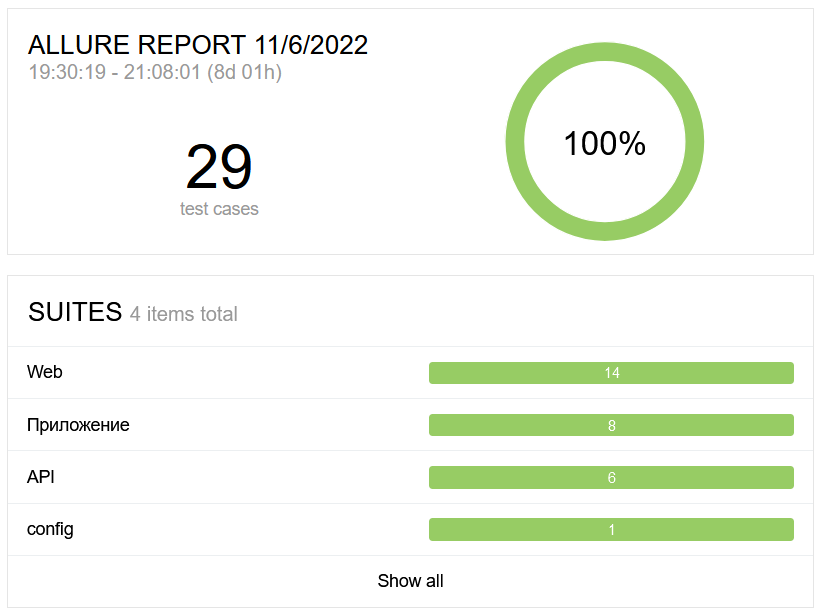 ALLURE REPORT 11/6/2022
19:30:19 - 21:08:01 (8d 01h)
29
test cases
100%
SUITES 4 items total
Web 14
Приложение 8
API 6
config 1
Show all